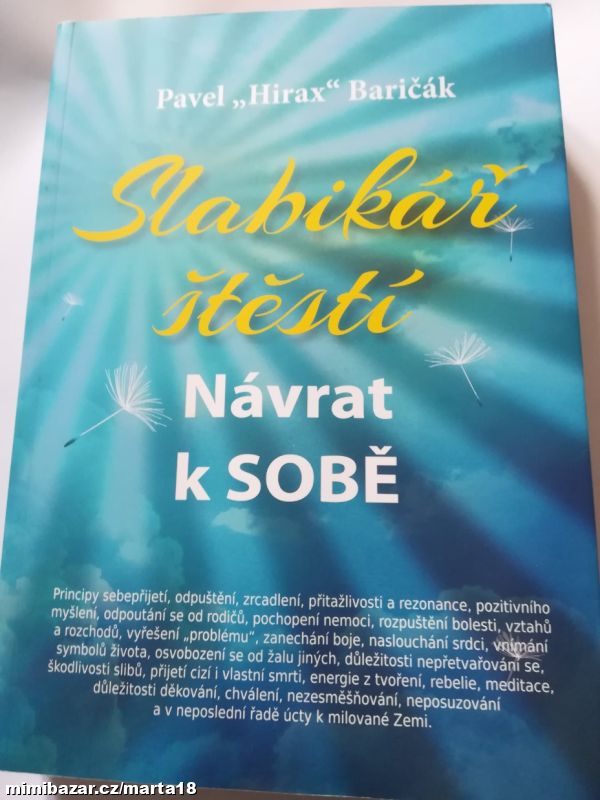 Pavel „Hirax“ Baričák
Slabikář
štěstí
Návrat
k SOBĚ
Principy sebepřijetí, odpuštění, zrcadlení, přitažlivosti a rezonance, pozitivního
myšlení, odpoutání se od rodičů, pochopení nemoci, rozpuštění bolesti, vztahů
a rozchodů, vyřešení „problému“, zanechání boje, naslouchání srdci, vnímání
symbolů života, osvobození se od žalu jiných, důležitosti nepřetvařování se,
škodlivosti slibů, přijetí cizí i vlastní smrti, energie z tvoření, rebelie, meditace,
důležitosti děkování, chválení, nezesměšňování, neposuzování
a v neposlední řadě úcty k milované Zemi.
mimibazar.cz/marta18